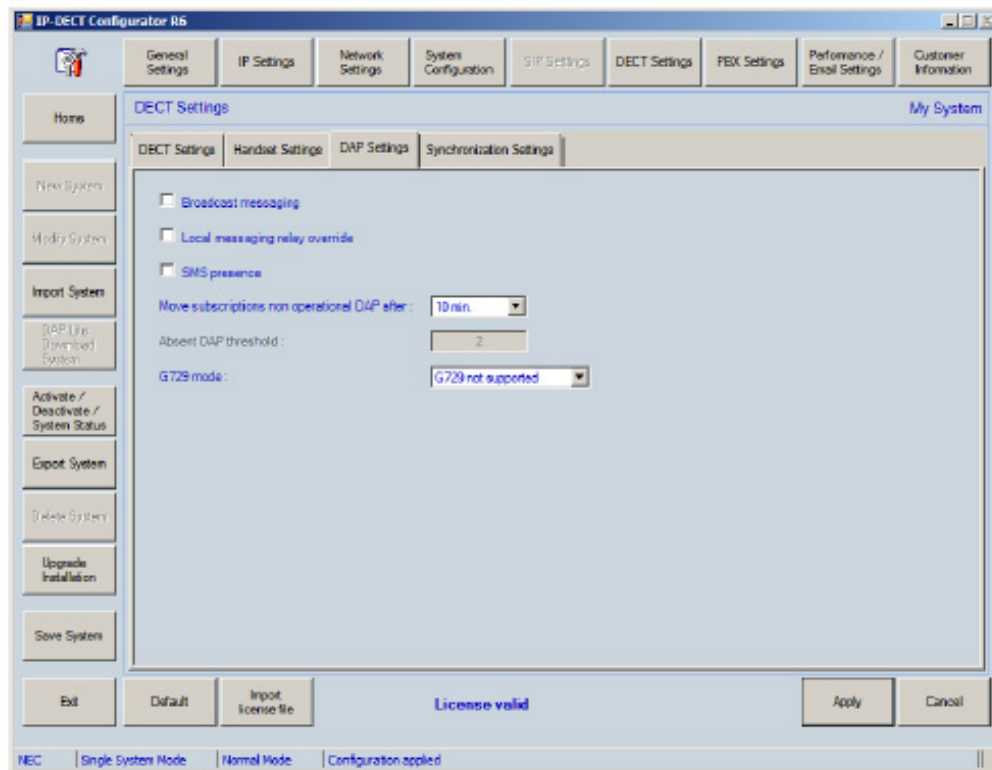 IP-DECT Configurator R6
General Settings
IP Settings
Network Settings
System Configuration
SIP Settings
DECT Settings
PBX Settings
Performance / Email Settings
Customer Information
Home
New System
Modify System
Import System
DAP Lite Download System
Activate / Deactivate / System Status
Export System
Delete System
Upgrade Installation
Save System
DECT Settings
My System
DECT Settings
Handset Settings
DAP Settings
Synchronization Settings
Broadcast messaging
Local messaging relay override
SMS presence
Move subscriptions non operational DAP after :
10 min.
Absent DAP threshold :
2
G729 mode :
G729 not supported
Exit
Default
Import license file
License valid
Apply
Cancel
NEC
Single System Mode
Normal Mode
Configuration applied